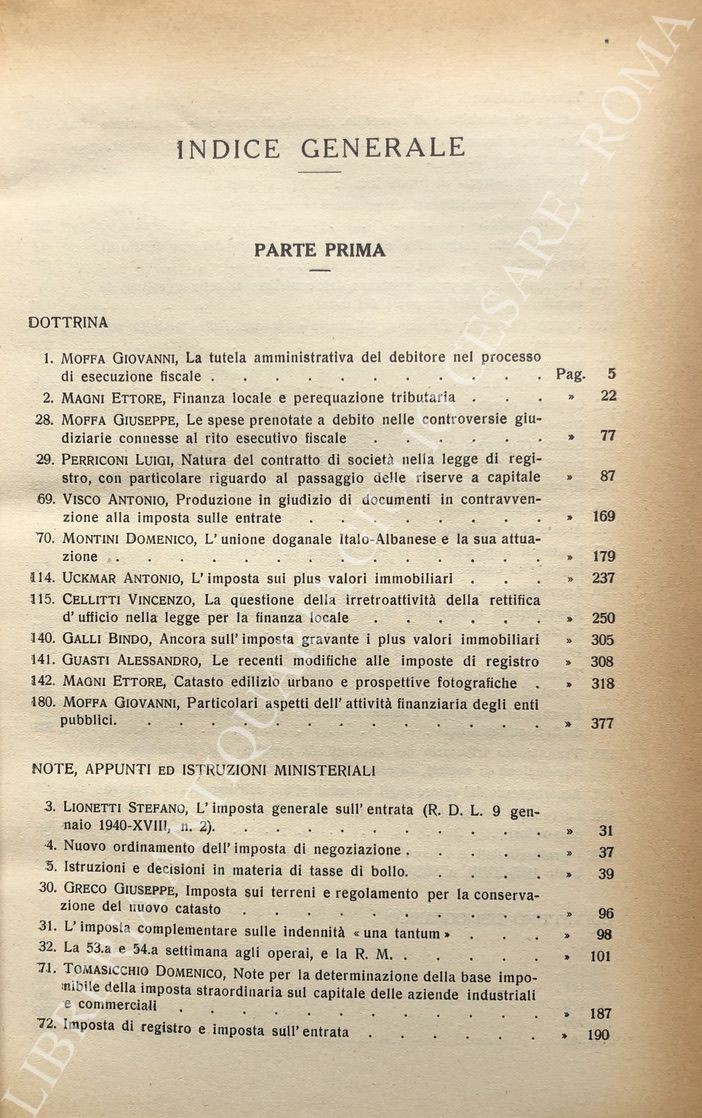 INDICE GENERALE
PARTE PRIMA
DOTTRINA
1. MOFFA GIOVANNI, La tutela amministrativa del debitore nel processo
di esecuzione fiscale . . . . . . . . . . Pag. 5
2. MAGNI ETTORE, Finanza locale e perequazione tributaria . . . » 22
28. MOFFA GIUSEPPE, Le spese prenotate a debito nelle controversie giu-
diziarie connesse al rito esecutivo fiscale . . . . . . » 77
29. PERRICONI LUIGI, Natura del contratto di società nella legge di regi-
stro, con particolare riguardo al passaggio delle riserve a capitale » 87
69. VISCO ANTONIO, Produzione in giudizio di documenti in contravven-
zione alla imposta sulle entrate . . . . . . . . » 169
70. MONTINI DOMENICO, L' unione doganale italo-Albanese e la sua attua-
zione . . . . . . . . . . . . . » 179
114. UCKMAR ANTONIO, L' imposta sui plus valori immobiliari . . . » 237
115. CELLITTI VINCENZO, La questione della irretroattività della rettifica
d' ufficio nella legge per la finanza locale . . . . . . » 250
140. GALLI BINDO, Ancora sull' imposta gravante i plus valori immobiliari » 305
141. GUASTI ALESSANDRO, Le recenti modifiche alle imposte di registro » 308
142. MAGNI ETTORE, Catasto edilizio urbano e prospettive fotografiche . » 318
180. MOFFA GIOVANNI, Particolari aspetti dell' attività finanziaria degli enti
pubblici. . . . . . . . . . . . . » 377
NOTE, APPUNTI ED ISTRUZIONI MINISTERIALI
3. LIONETTI STEFANO, L' imposta generale sull' entrata (R. D. L. 9 gen-
naio 1940-XVIII, n. 2). . . . . . . . . . . » 31
4. Nuovo ordinamento dell' imposta di negoziazione . . . . . » 37
5. Istruzioni e decisioni in materia di tasse di bollo. . . . . » 39
30. GRECO GIUSEPPE, Imposta sui terreni e regolamento per la conserva-
zione del nuovo catasto . . . . . . . . . . » 96
31. L' imposta complementare sulle indennità « una tantum » . . . » 98
32. La 53.a e 54.a settimana agli operai, e la R. M. . . . . . » 101
71. TOMASICCHIO DOMENICO, Note per la determinazione della base impo-
nibile della imposta straordinaria sul capitale delle aziende industriali
e commerciali . . . . . . . . . . . . » 187
72. Imposta di registro e imposta sull' entrata . . . . . . » 190
LIBRERIA ANTIQUARIA GIULIO CESARE - ROMA